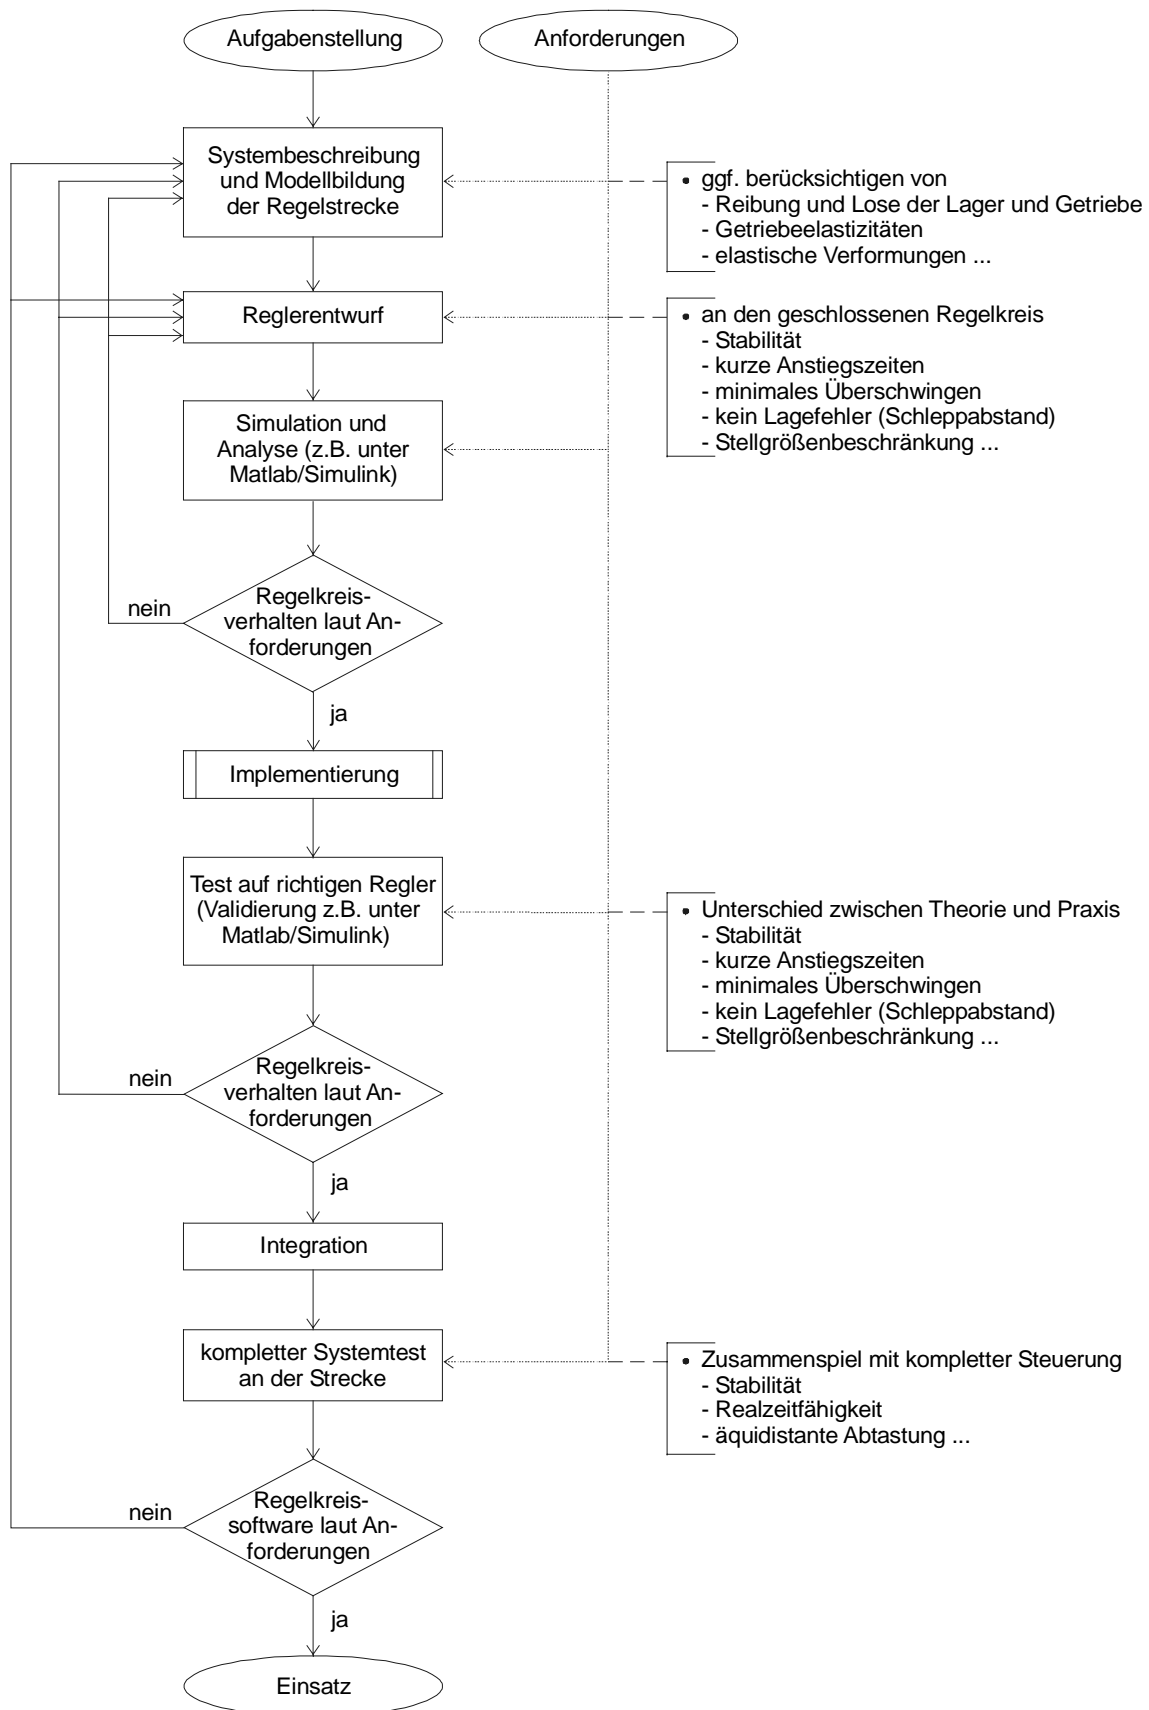 Aufgabenstellung
Anforderungen
Systembeschreibung
und Modellbildung
der Regelstrecke
• ggf. berücksichtigen von
- Reibung und Lose der Lager und Getriebe
- Getriebeelastizitäten
- elastische Verformungen ...
Reglerentwurf
• an den geschlossenen Regelkreis
- Stabilität
- kurze Anstiegszeiten
- minimales Überschwingen
- kein Lagefehler (Schleppabstand)
- Stellgrößenbeschränkung ...
Simulation und
Analyse (z.B. unter
Matlab/Simulink)
nein
Regelkreis-
verhalten laut An-
forderungen
ja
Implementierung
Test auf richtigen Regler
(Validierung z.B. unter
Matlab/Simulink)
• Unterschied zwischen Theorie und Praxis
- Stabilität
- kurze Anstiegszeiten
- minimales Überschwingen
- kein Lagefehler (Schleppabstand)
- Stellgrößenbeschränkung ...
nein
Regelkreis-
verhalten laut An-
forderungen
ja
Integration
kompletter Systemtest
an der Strecke
• Zusammenspiel mit kompletter Steuerung
- Stabilität
- Realzeitfähigkeit
- äquidistante Abtastung ...
nein
Regelkreis-
software laut An-
forderungen
ja
Einsatz